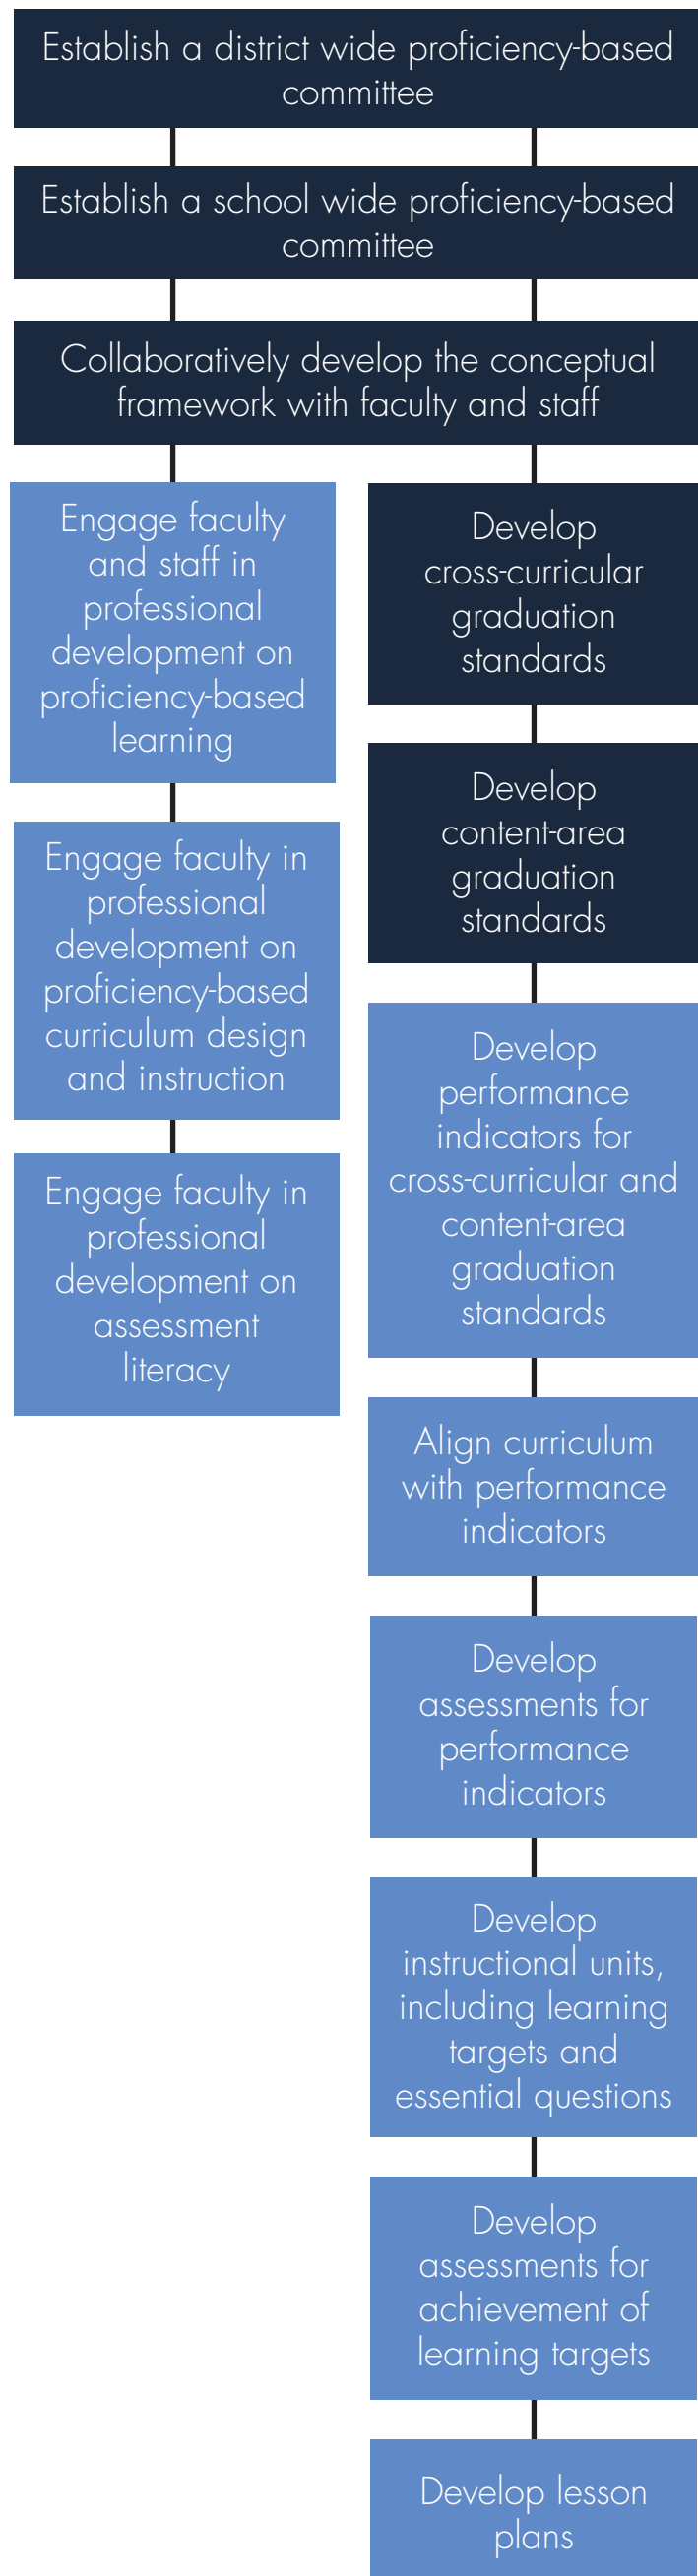 Establish a district wide proficiency-based
committee
Establish a school wide proficiency-based
committee
Collaboratively develop the conceptual
framework with faculty and staff
Engage faculty
and staff in
professional
development on
proficiency-based
learning
Engage faculty in
professional
development on
proficiency-based
curriculum design
and instruction
Engage faculty in
professional
development on
assessment
literacy
Develop
cross-curricular
graduation
standards
Develop
content-area
graduation
standards
Develop
performance
indicators for
cross-curricular and
content-area
graduation
standards
Align curriculum
with performance
indicators
Develop
assessments for
performance
indicators
Develop
instructional units,
including learning
targets and
essential questions
Develop
assessments for
achievement of
learning targets
Develop lesson
plans